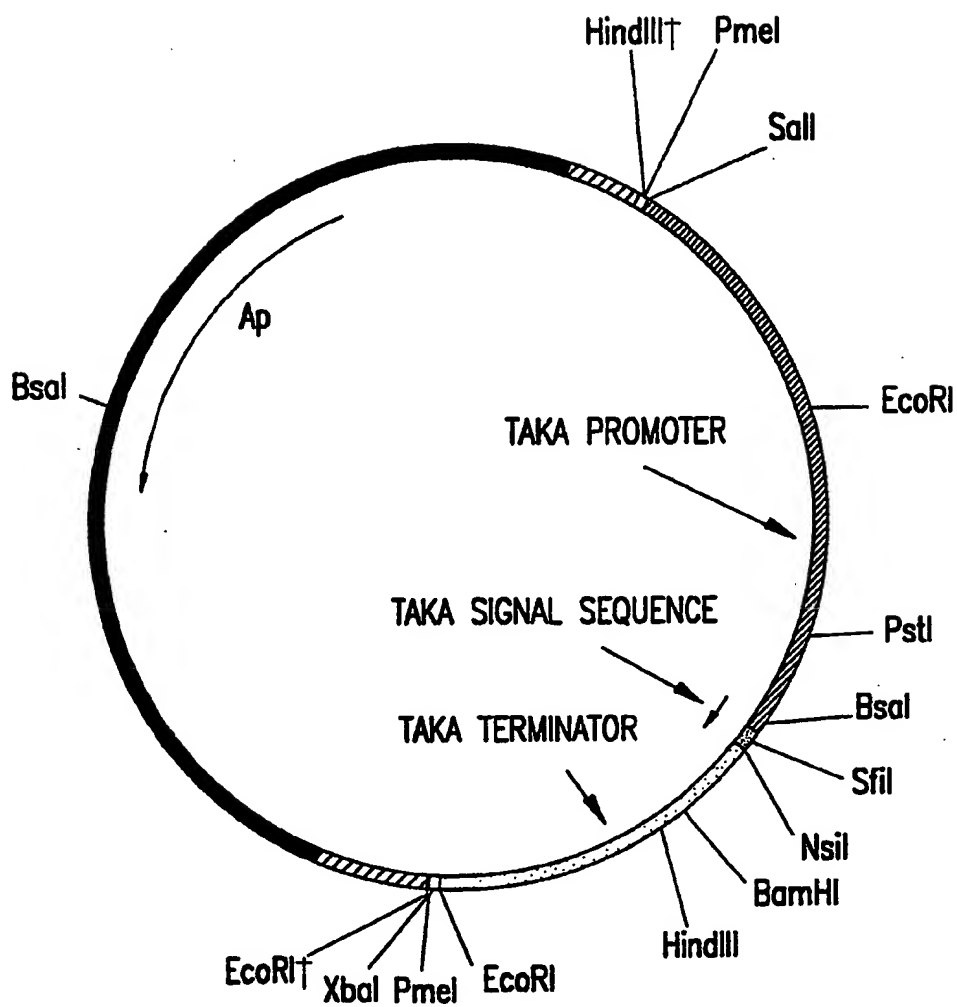 HindIII†
PmeI
SalI
Ap
BsaI
EcoRI
TAKA PROMOTER
TAKA SIGNAL SEQUENCE
PstI
TAKA TERMINATOR
BsaI
SfiI
NsiI
BamHI
HindIII
EcoRI†
XbaI
PmeI
EcoRI